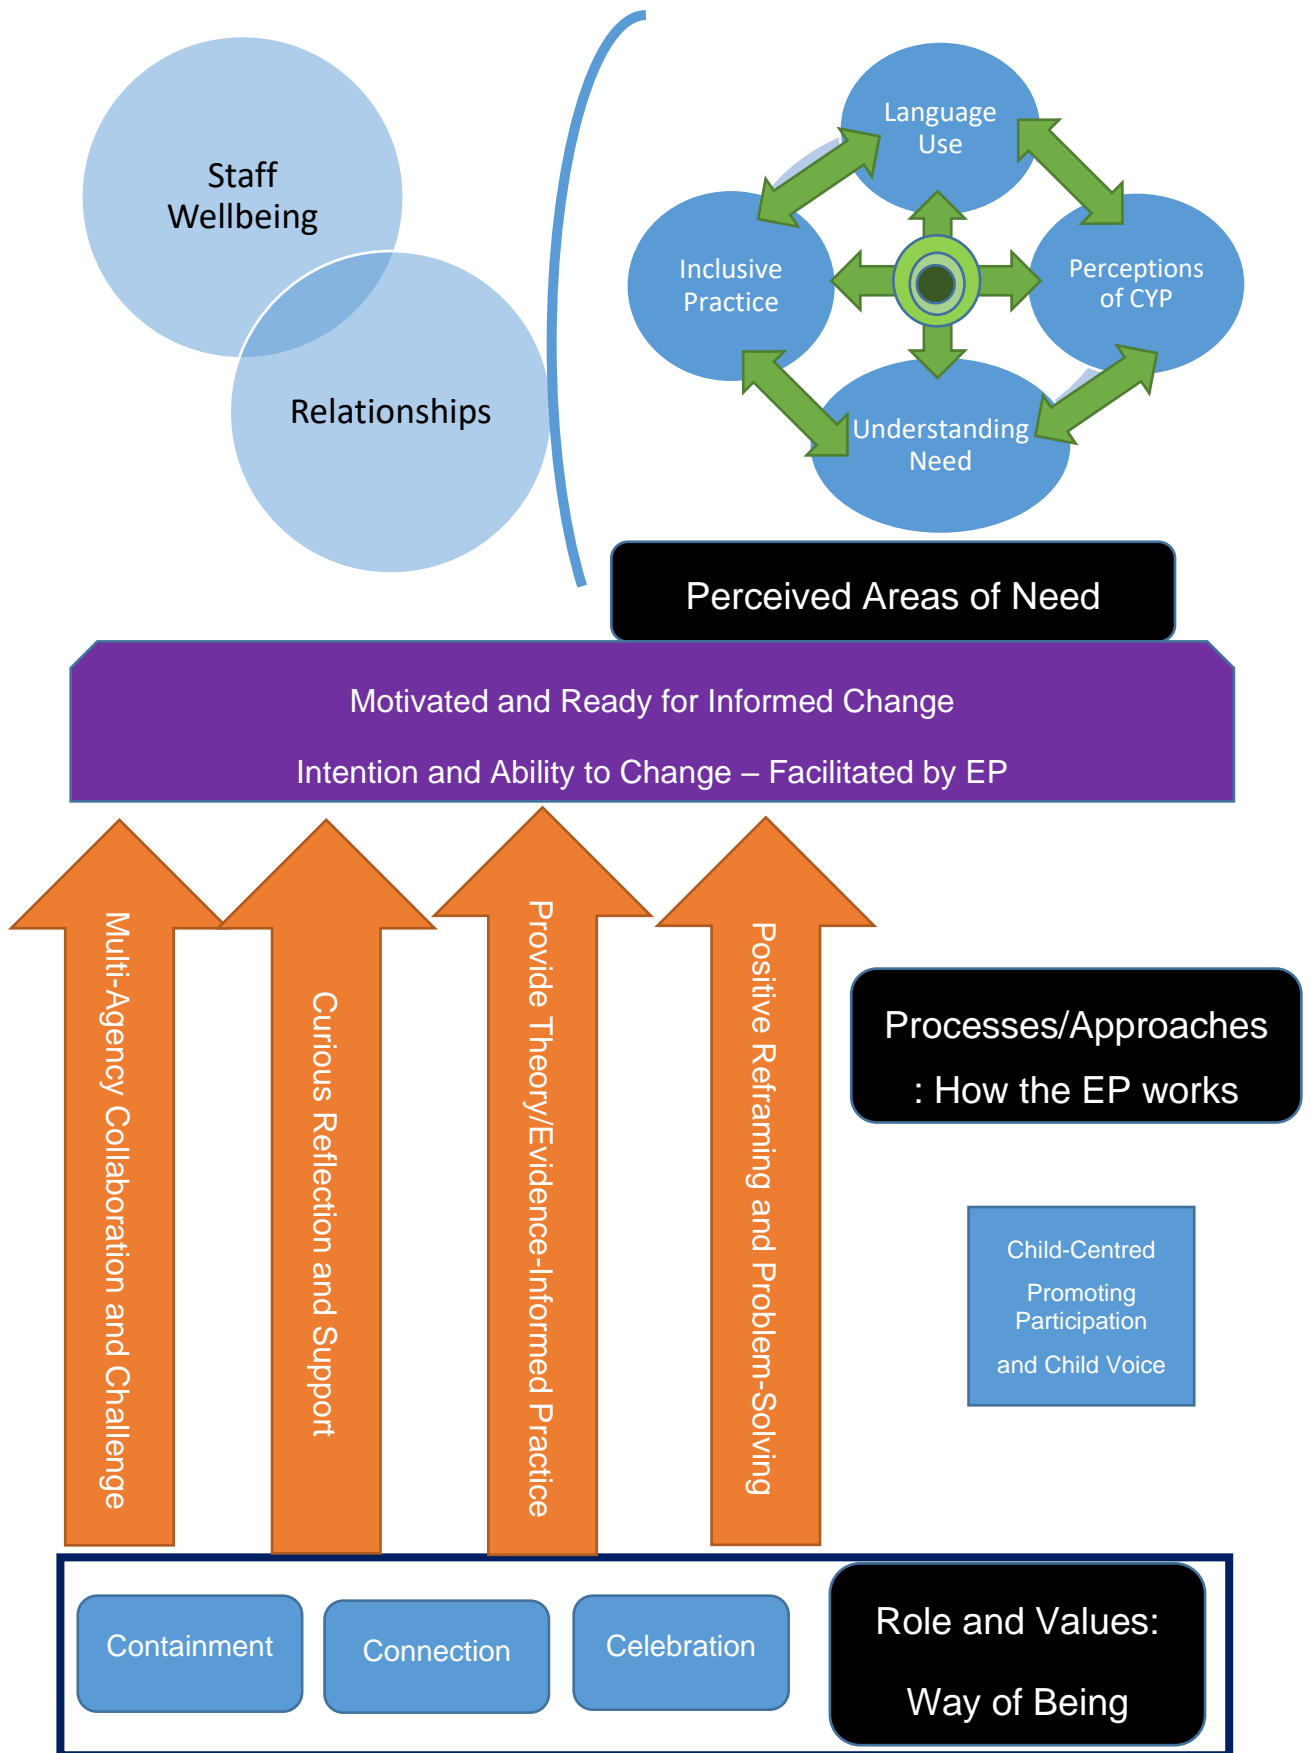 Staff
Wellbeing
Relationships
Language
Use
Inclusive
Practice
Perceptions
of CYP
Understanding
Need
Perceived Areas of Need
Motivated and Ready for Informed Change
Intention and Ability to Change – Facilitated by EP
Multi-Agency Collaboration and Challenge
Curious Reflection and Support
Provide Theory/Evidence-Informed Practice
Positive Reframing and Problem-Solving
Processes/Approaches
: How the EP works
Child-Centred
Promoting
Participation
and Child Voice
Containment
Connection
Celebration
Role and Values:
Way of Being